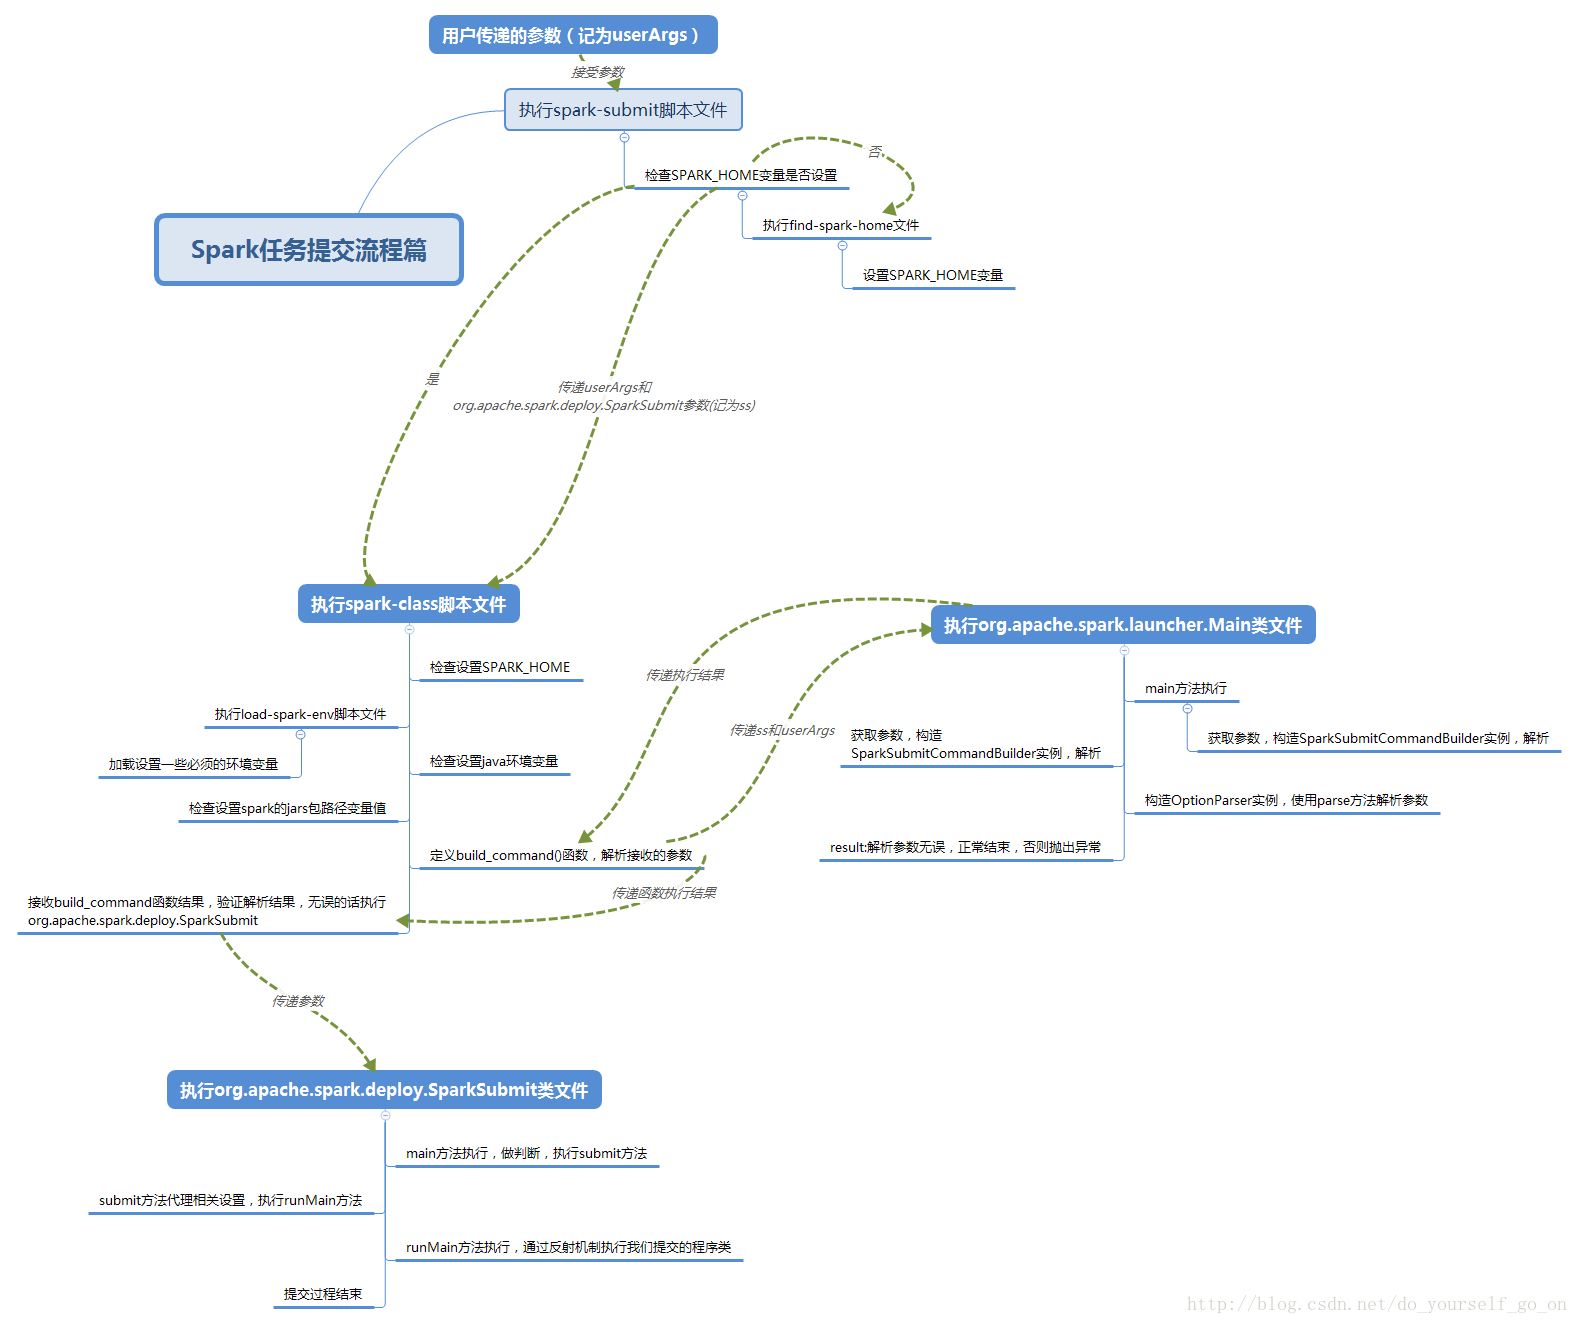 用户传递的参数（记为userArgs）
接受参数
执行spark-submit脚本文件
否
检查SPARK_HOME变量是否设置
执行find-spark-home文件
Spark任务提交流程篇
设置SPARK_HOME变量
是
传递userArgs和
org.apache.spark.deploy.SparkSubmit参数(记为ss)
执行spark-class脚本文件
检查设置SPARK_HOME
执行load-spark-env脚本文件
加载设置一些必须的环境变量
检查设置java环境变量
检查设置spark的jars包路径变量值
定义build_command()函数，解析接收的参数
传递函数执行结果
接收build_command函数结果，验证解析结果，无误的话执行
org.apache.spark.deploy.SparkSubmit
执行org.apache.spark.launcher.Main类文件
传递执行结果
传递ss和userArgs
main方法执行
获取参数，构造SparkSubmitCommandBuilder实例，解析
获取参数，构造
SparkSubmitCommandBuilder实例，解析
构造OptionParser实例，使用parse方法解析参数
result:解析参数无误，正常结束，否则抛出异常
传递参数
执行org.apache.spark.deploy.SparkSubmit类文件
main方法执行，做判断，执行submit方法
submit方法代理相关设置，执行runMain方法
runMain方法执行，通过反射机制执行我们提交的程序类
提交过程结束
http://blog.csdn.net/do_yourself_go_on